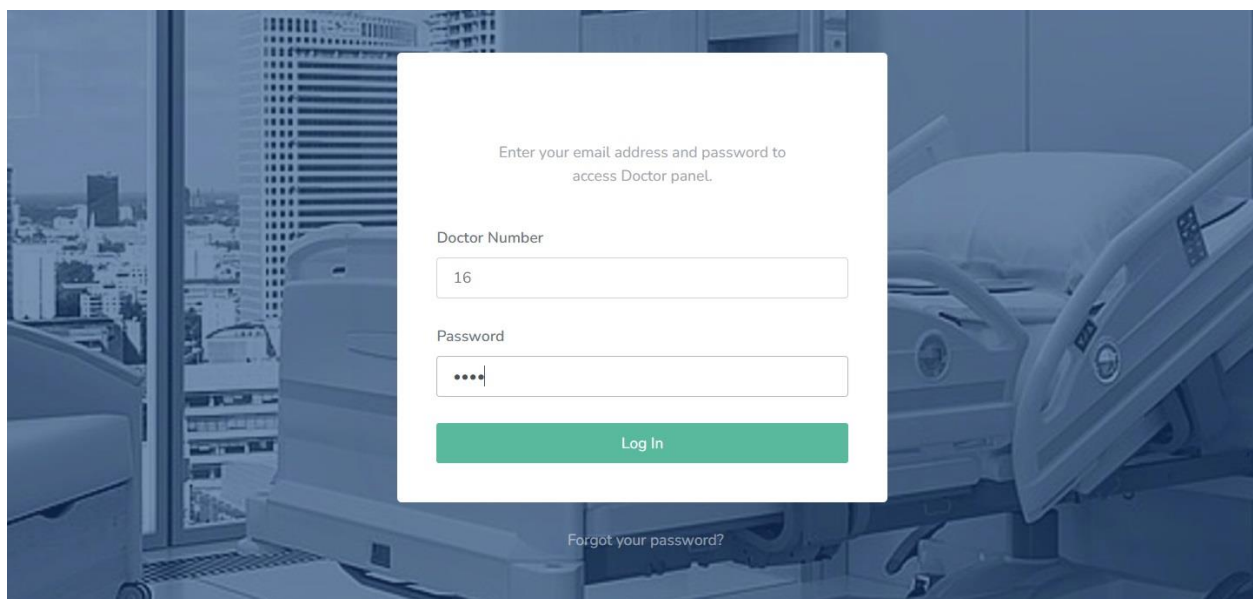 Enter your email address and password to
access Doctor panel.
Doctor Number
16
Password
••••
Log In
Forgot your password?